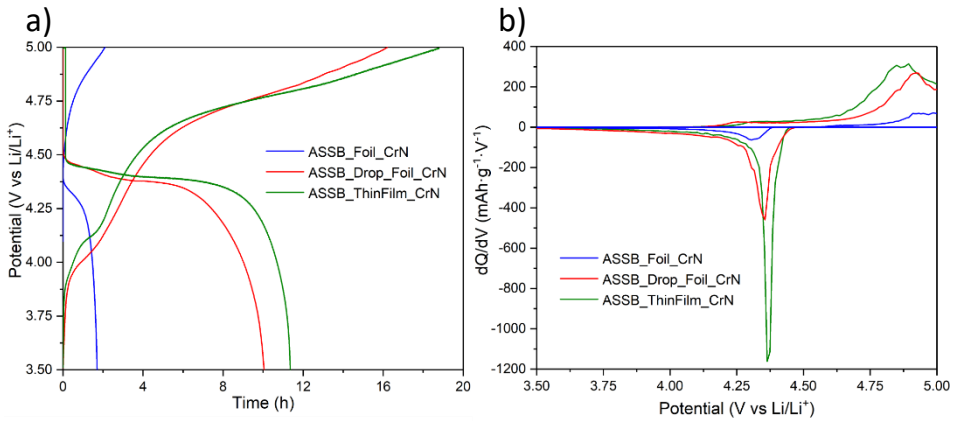 a)
5.00
4.75
4.50
4.25
4.00
3.75
3.50
Potential (V vs Li/Li⁺)
ASSB_Foil_CrN
ASSB_Drop_Foil_CrN
ASSB_ThinFilm_CrN
0 4 8 12 16 20
Time (h)
b)
400
200
0
-200
-400
-600
-800
-1000
-1200
dQ/dV (mAh·g⁻¹·V⁻¹)
ASSB_Foil_CrN
ASSB_Drop_Foil_CrN
ASSB_ThinFilm_CrN
3.50 3.75 4.00 4.25 4.50 4.75 5.00
Potential (V vs Li/Li⁺)